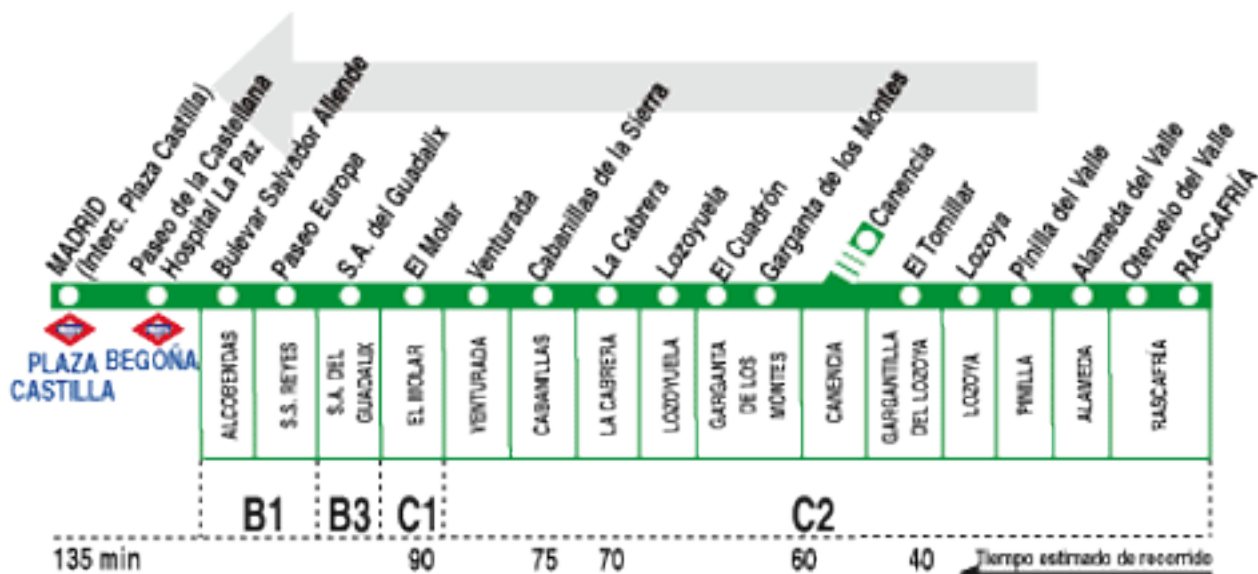 MADRID
(Interc. Plaza Castilla)
Paseo de la Castellana
Hospital La Paz
Bulevar Salvador Allende
Paseo Europa
S.A. del Guadalix
El Molar
Venturada
Cabanillas de la Sierra
La Cabrera
Lozoyuela
El Cuadrón
Garganta de los Montes
Canencia
El Tomillar
Lozoya
Pinilla del Valle
Alameda del Valle
Oteruelo del Valle
RASCAFRÍA
PLAZA
CASTILLA
BEGOÑA
ALCOBENDAS
S.S. REYES
S.A. DEL
GUADALIX
EL MOLAR
VENTURADA
CABANILLAS
LA CABRERA
LOZOYUELA
GARGANTA
DE LOS
MONTES
CANENCIA
GARGANTILLA
DEL LOZOYA
LOZOYA
PINILLA
ALAMEDA
RASCAFRÍA
B1
B3
C1
C2
135 min
90
75
70
60
40
Tiempo estimado de recorrido